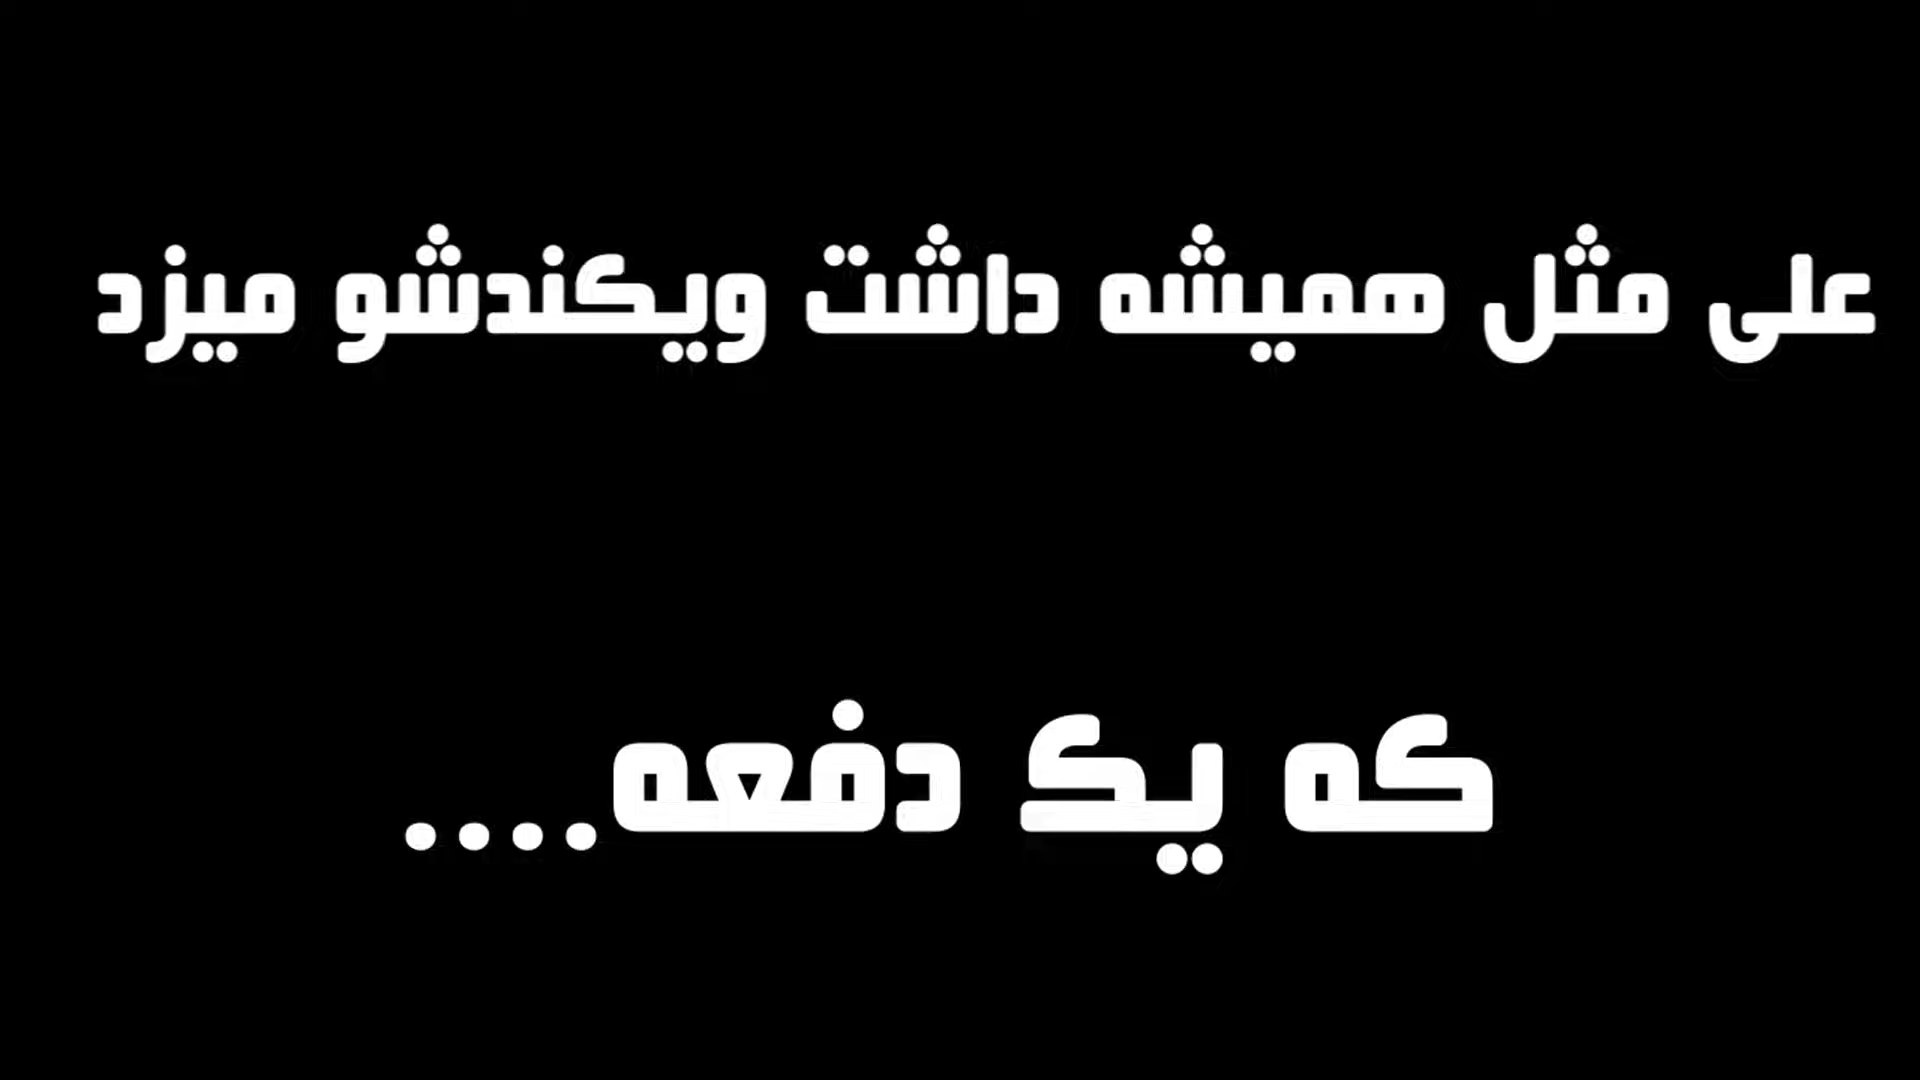 علی مثل همیشه داشت ویکندشو میزد
که یک دفعه....